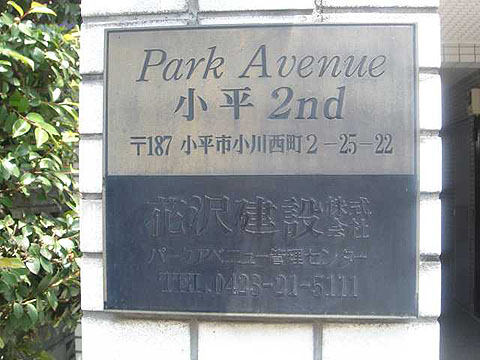 Park Avenue
小平 2nd
〒187 小平市小川西町2-25-22
花沢建設株式会社
パークアベニュー管理センター
TEL.0423-21-5111